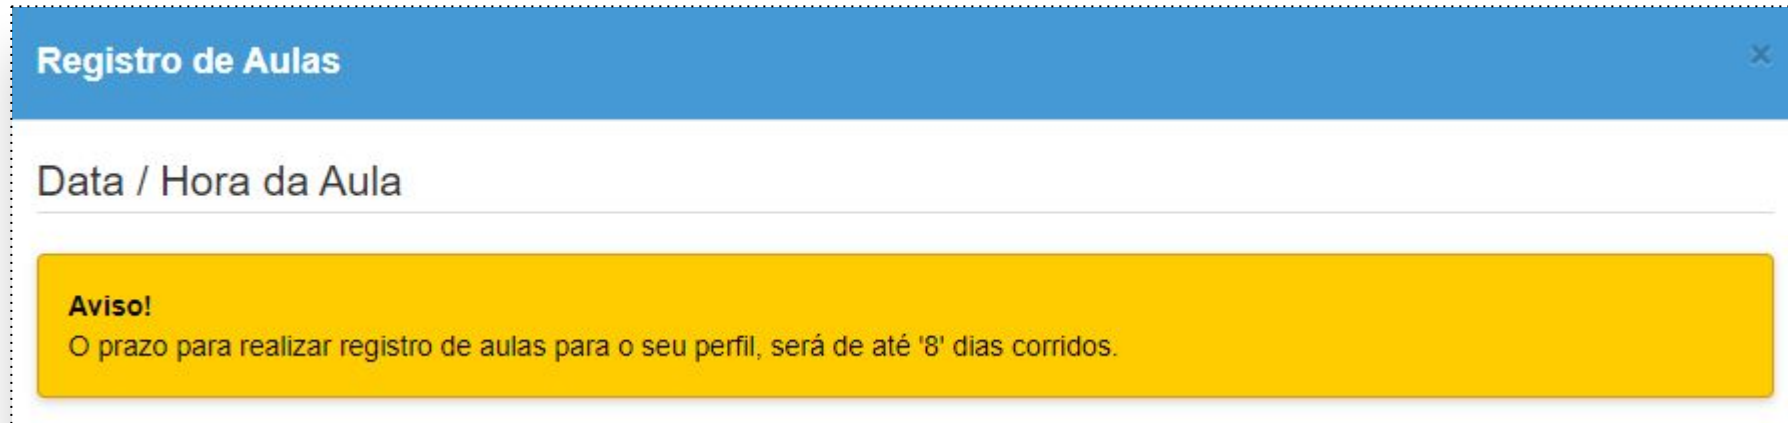 Registro de Aulas
×
Data / Hora da Aula
Aviso!
O prazo para realizar registro de aulas para o seu perfil, será de até '8' dias corridos.